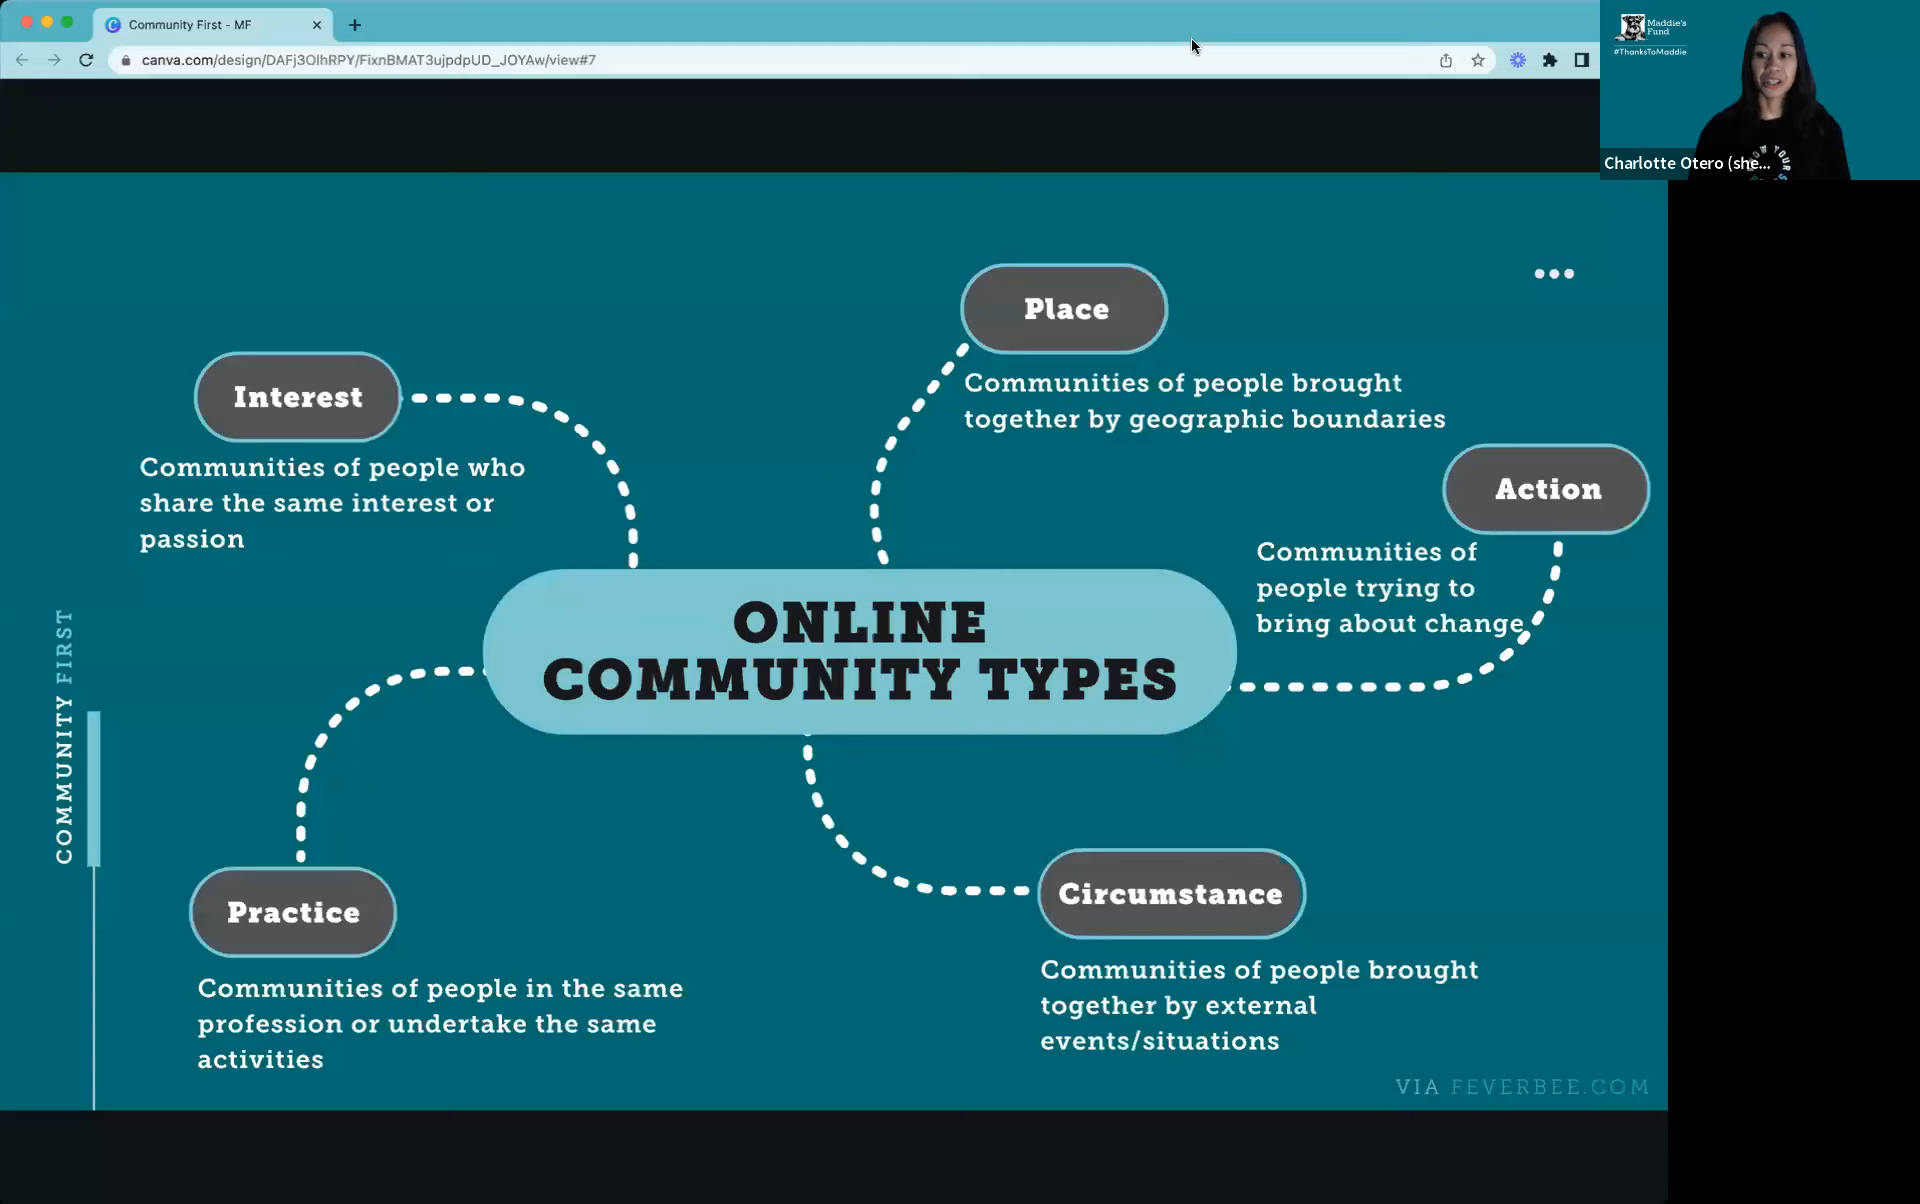 Community First - MF
canva.com/design/DAFj3OlhRPY/FixnBMAT3ujpdpUD_JOYAw/view#7
Maddie's
Fund
#ThanksToMaddie
Charlotte Otero (she...
Place
Communities of people brought
together by geographic boundaries
Interest
Communities of people who
share the same interest or
passion
Action
Communities of
people trying to
bring about change
ONLINE
COMMUNITY TYPES
COMMUNITY FIRST
Practice
Communities of people in the same
profession or undertake the same
activities
Circumstance
Communities of people brought
together by external
events/situations
VIA FEVERBEE.COM